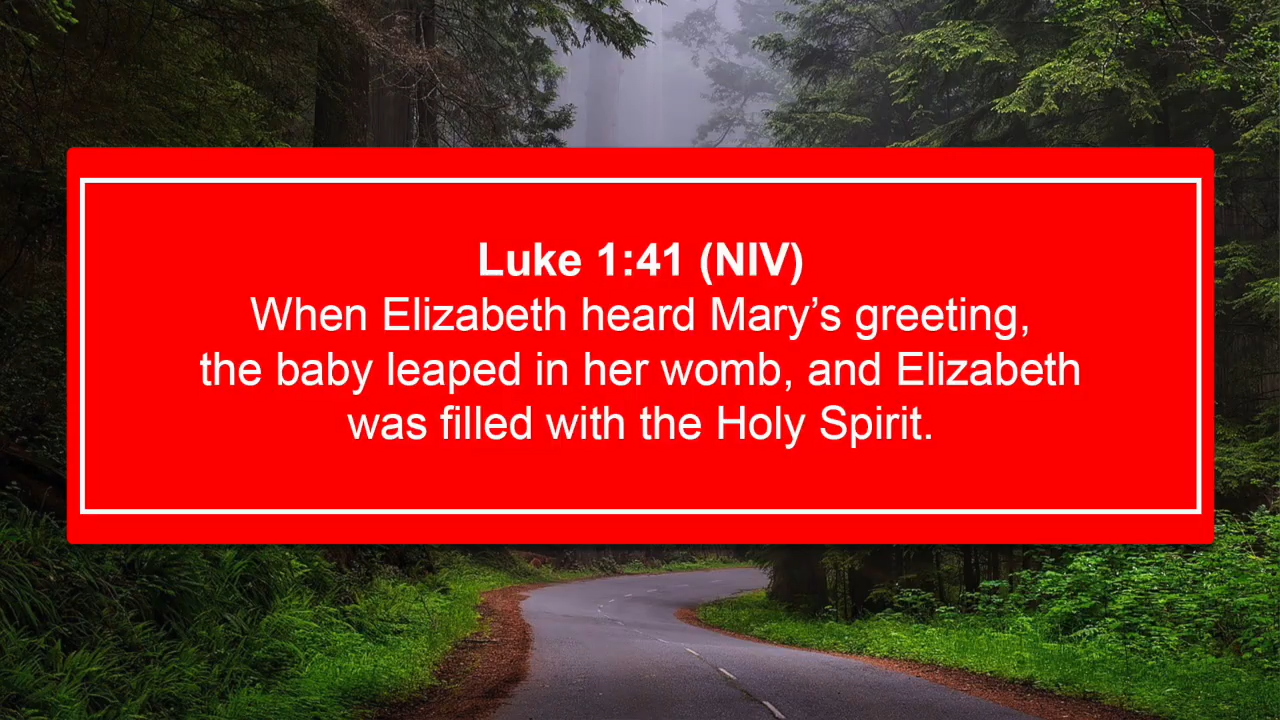 Luke 1:41 (NIV)
When Elizabeth heard Mary’s greeting,
the baby leaped in her womb, and Elizabeth
was filled with the Holy Spirit.